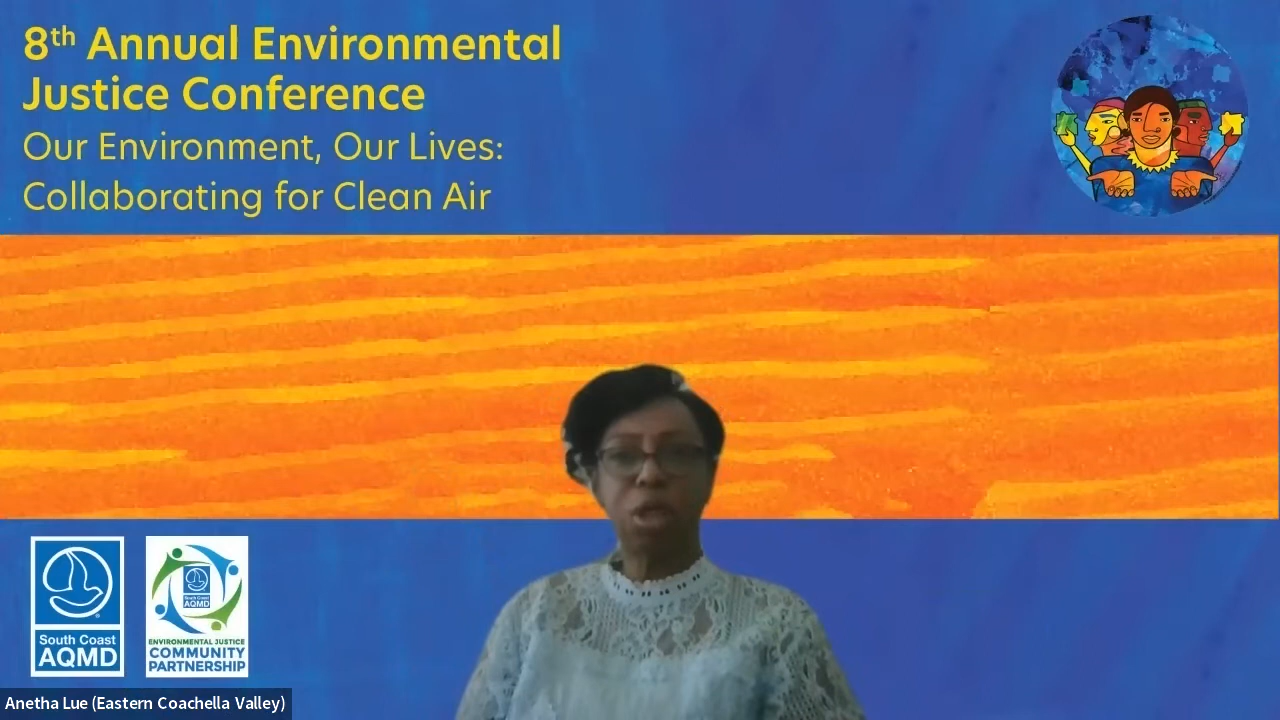 8th Annual Environmental
Justice Conference
Our Environment, Our Lives:
Collaborating for Clean Air
South Coast
AQMD
South Coast
AQMD
ENVIRONMENTAL JUSTICE
COMMUNITY
PARTNERSHIP
Anetha Lue (Eastern Coachella Valley)